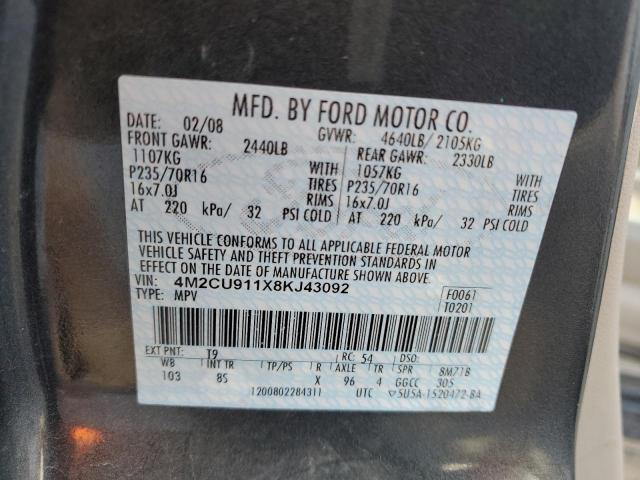 MFD. BY FORD MOTOR CO.
DATE: 02/08 GVWR: 4640LB/ 2105KG
FRONT GAWR: 2440LB REAR GAWR: 2330LB
1107KG WITH 1057KG WITH
P235/70R16 TIRES P235/70R16 TIRES
16x7.0J RIMS 16x7.0J RIMS
AT 220 kPa/ 32 PSI COLD AT 220 kPa/ 32 PSI COLD
THIS VEHICLE CONFORMS TO ALL APPLICABLE FEDERAL MOTOR
VEHICLE SAFETY AND THEFT PREVENTION STANDARDS IN
EFFECT ON THE DATE OF MANUFACTURE SHOWN ABOVE.
VIN: 4M2CU911X8KJ43092 F0061
TYPE: MPV T0201
EXT PNT: T9 RC: 54 DSO:
WB INT TR TP/PS R AXLE TR SPR 8M71B
103 8S X 96 4 GGCC 305
1200802284311 UTC 5U5A-1520472-BA